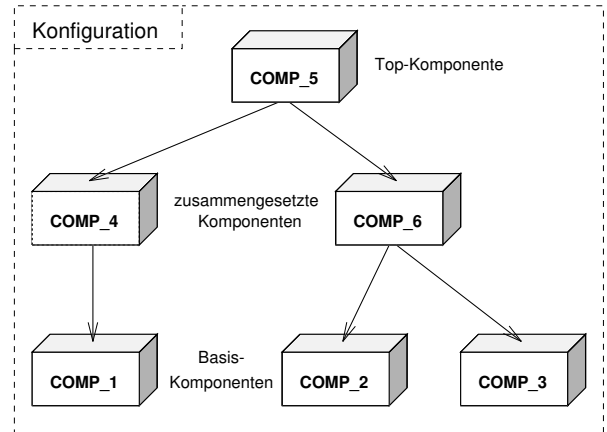 Konfiguration
COMP_5
Top-Komponente
COMP_4
zusammengesetzte
Komponenten
COMP_6
COMP_1
Basis-
Komponenten
COMP_2
COMP_3